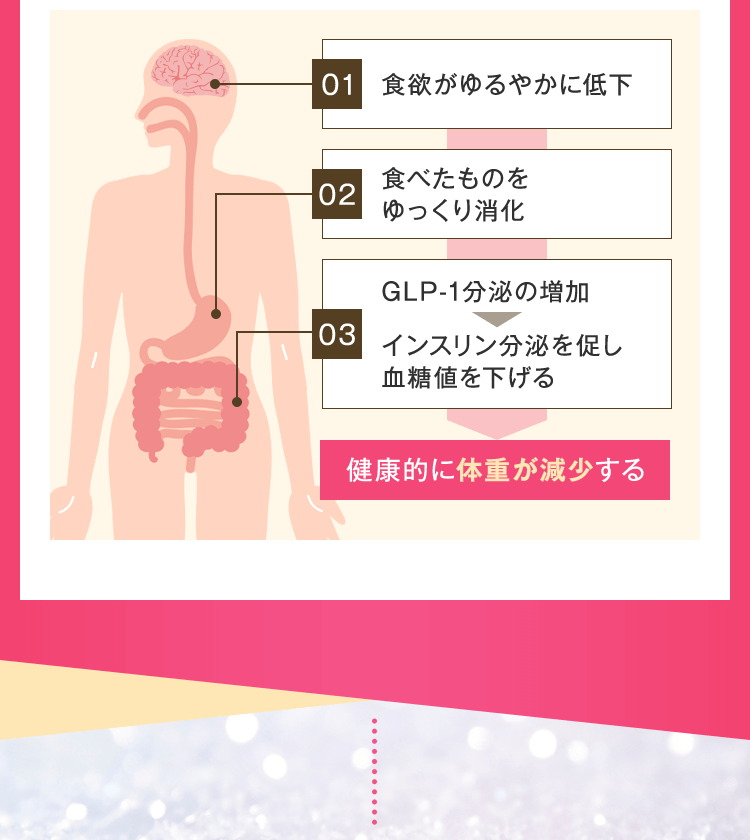 01
食欲がゆるやかに低下
02
食べたものを
ゆっくり消化
03
GLP-1分泌の増加
インスリン分泌を促し
血糖値を下げる
健康的に体重が減少する